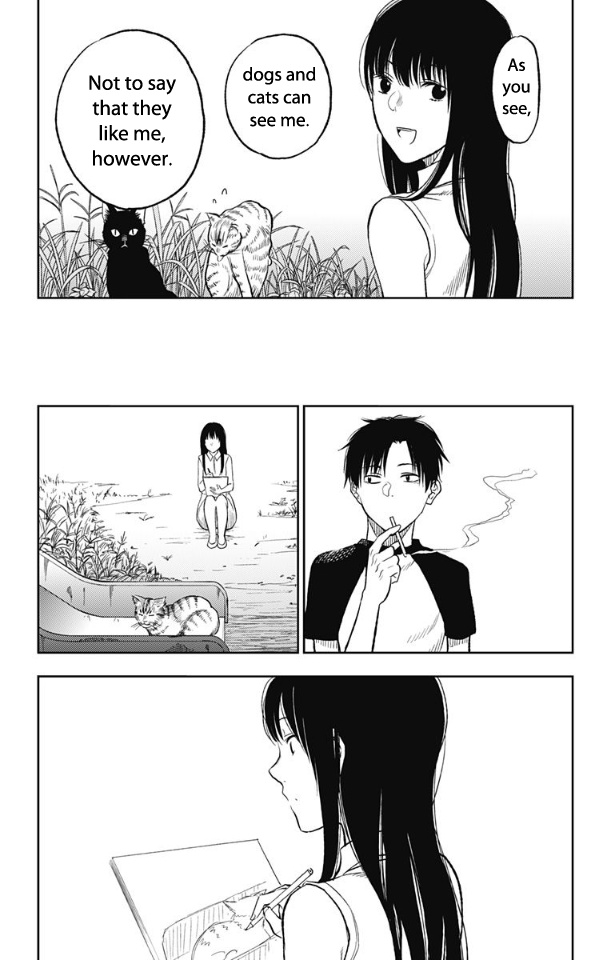 As
you
see,
dogs and
cats can
see me.
Not to say
that they
like me,
however.